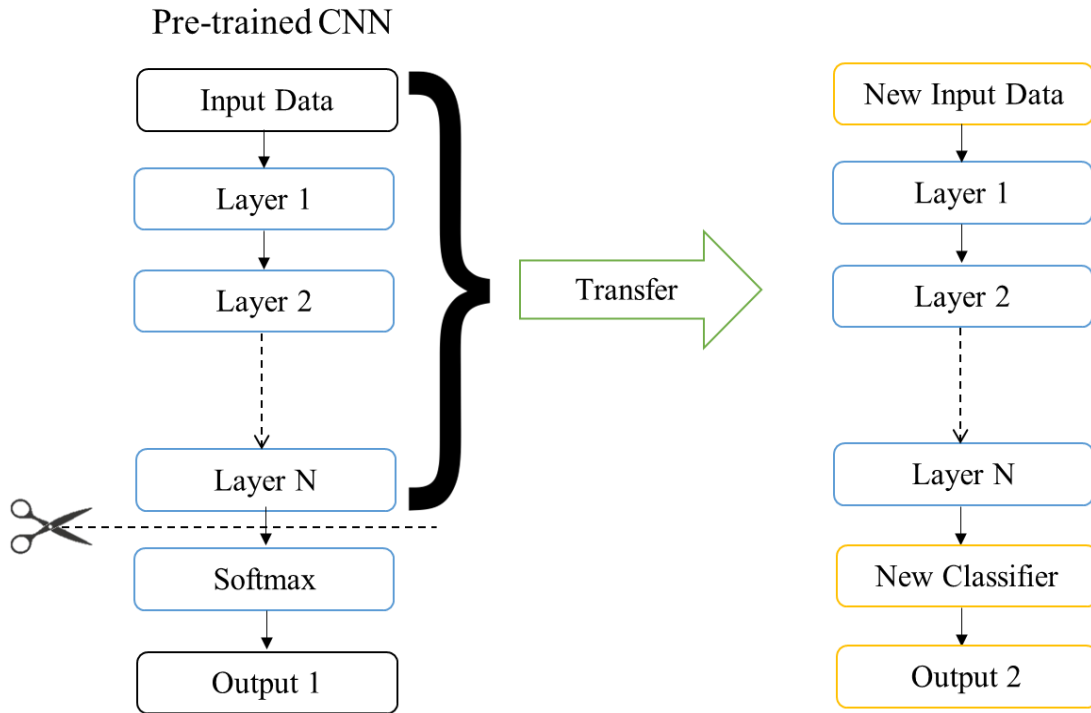 Pre-trained CNN
Input Data
Layer 1
Layer 2
Layer N
Softmax
Output 1
Transfer
New Input Data
Layer 1
Layer 2
Layer N
New Classifier
Output 2